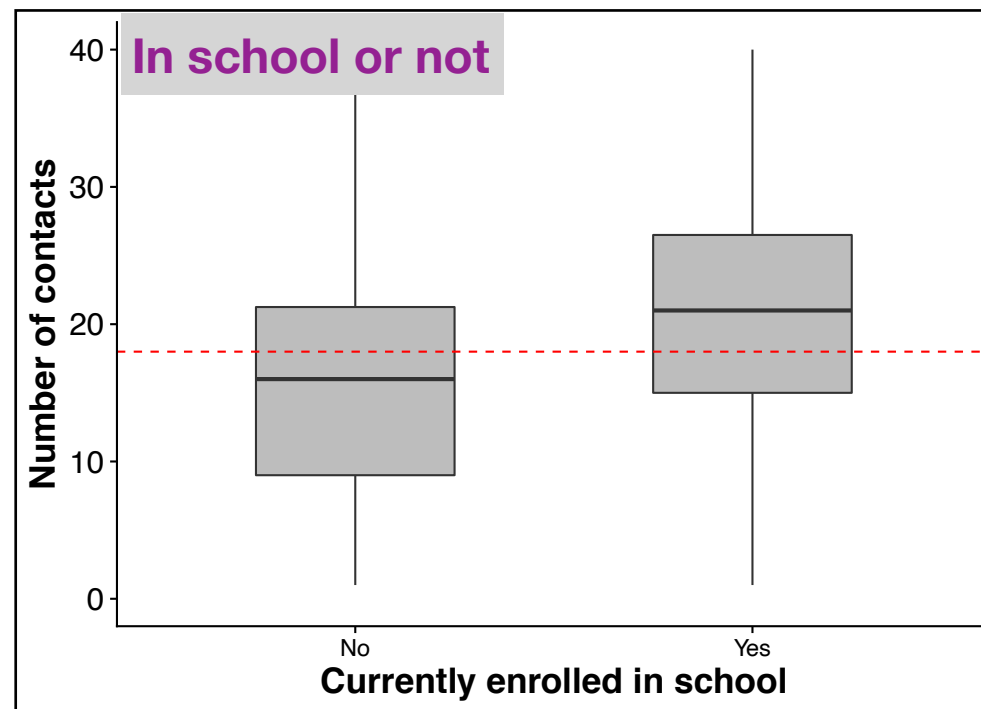 In school or not
40
30
20
10
0
Number of contacts
No
Yes
Currently enrolled in school